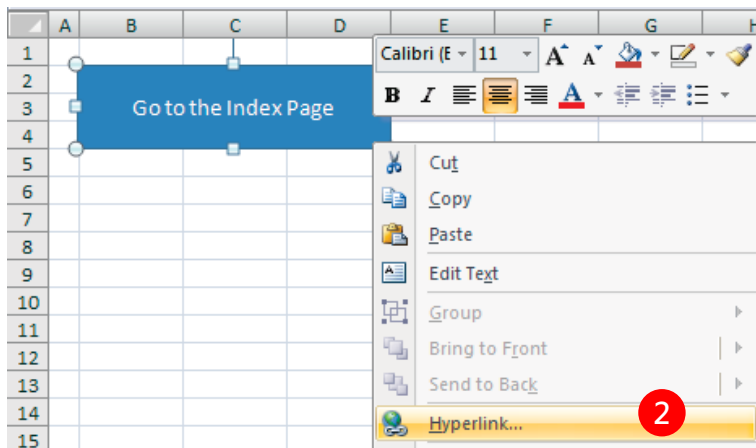 A B C D E F G H
1 Calibri (E 11 A A
2
3 Go to the Index Page B I A
4
5 Cut
6 Copy
7 Paste
8
9 Edit Text
10 Group
11
12 Bring to Front
13 Send to Back
14 Hyperlink... 2
15